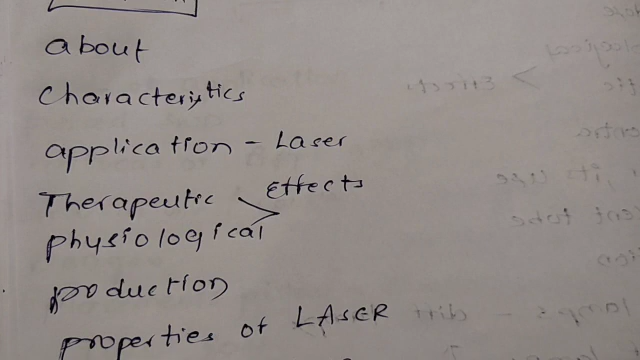 about
characteristics
application - Laser
Therapeutic > Effects
physiological
production
properties of LASER